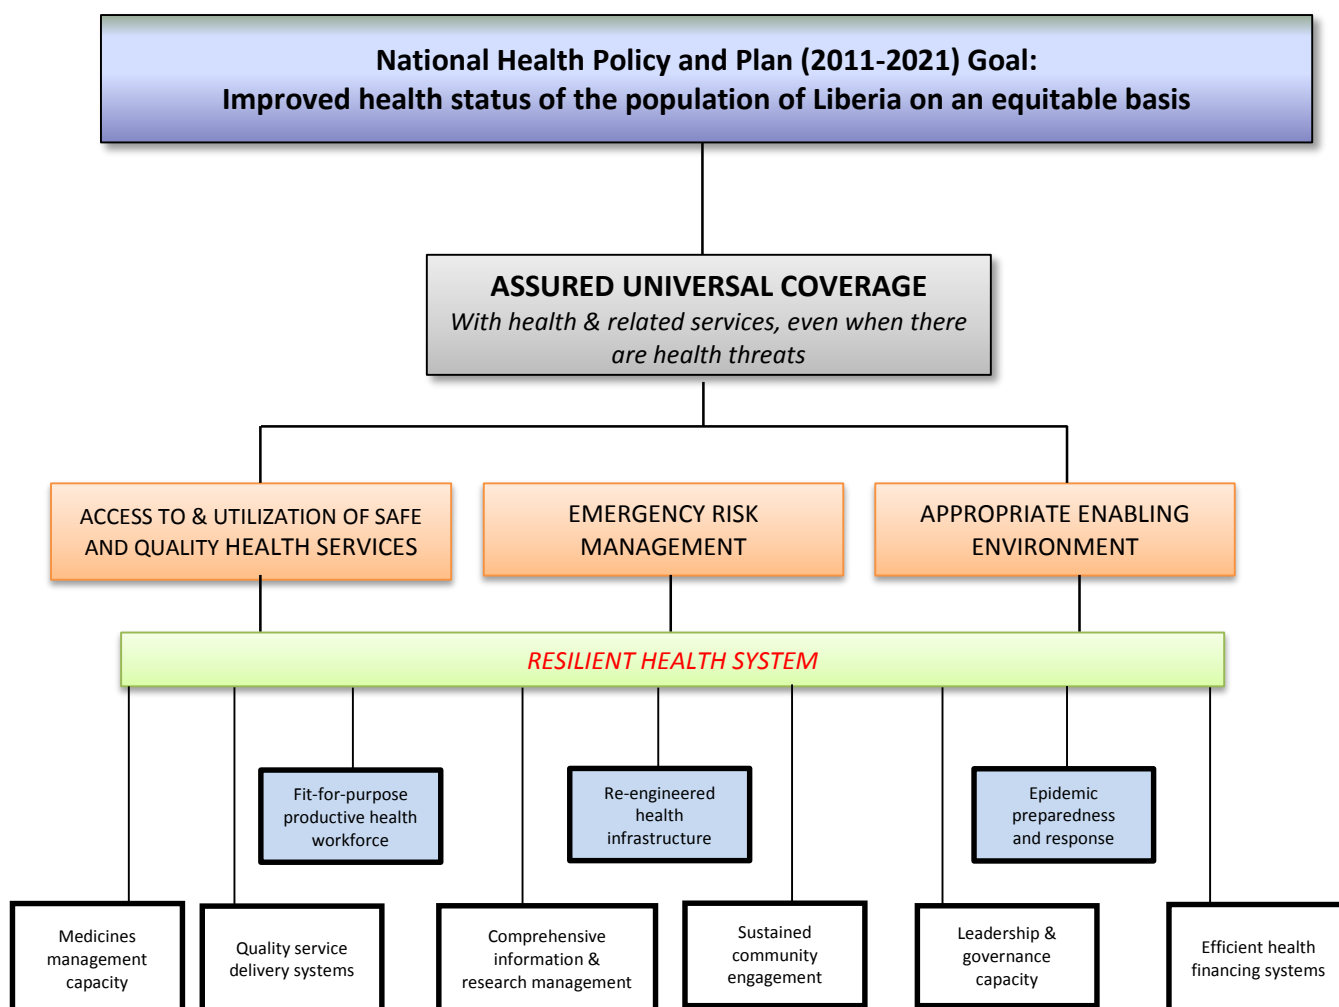 National Health Policy and Plan (2011-2021) Goal:
Improved health status of the population of Liberia on an equitable basis
ASSURED UNIVERSAL COVERAGE
With health & related services, even when there
are health threats
ACCESS TO & UTILIZATION OF SAFE
AND QUALITY HEALTH SERVICES
EMERGENCY RISK
MANAGEMENT
APPROPRIATE ENABLING
ENVIRONMENT
RESILIENT HEALTH SYSTEM
Fit-for-purpose
productive health
workforce
Re-engineered
health
infrastructure
Epidemic
preparedness
and response
Medicines
management
capacity
Quality service
delivery systems
Comprehensive
information &
research management
Sustained
community
engagement
Leadership &
governance
capacity
Efficient health
financing systems